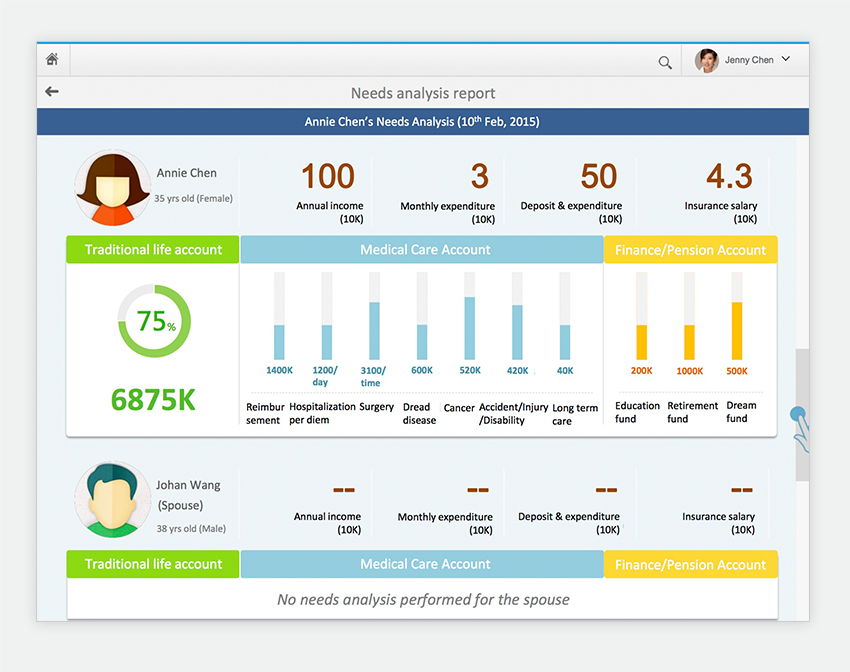 Jenny Chen
Needs analysis report
Annie Chen's Needs Analysis (10th Feb, 2015)
Annie Chen
35 yrs old (Female)
100
Annual income
(10K)
3
Monthly expenditure
(10K)
50
Deposit & expenditure
(10K)
4.3
Insurance salary
(10K)
Traditional life account
Medical Care Account
Finance/Pension Account
75%
6875K
1400K
1200/
day
3100/
time
600K
520K
420K
40K
Reimbur
sement
Hospitalization
per diem
Surgery
Dread
disease
Cancer
Accident/Injury
/Disability
Long term
care
200K
1000K
500K
Education
fund
Retirement
fund
Dream
fund
Johan Wang
(Spouse)
38 yrs old (Male)
--
Annual income
(10K)
--
Monthly expenditure
(10K)
--
Deposit & expenditure
(10K)
--
Insurance salary
(10K)
Traditional life account
Medical Care Account
Finance/Pension Account
No needs analysis performed for the spouse